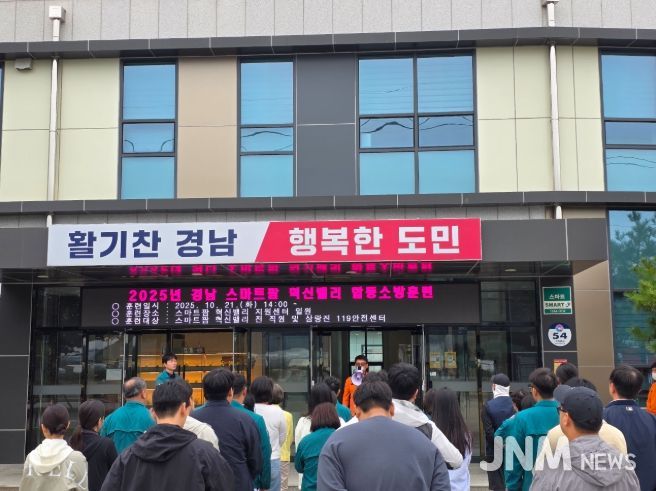 활기찬 경남 행복한 도민
2025년 경남 스마트팜 혁신밸리 합동소방훈련
○ 훈련일시 : 2025. 10. 21.(화) 14:00 ~
○ 훈련장소 : 스마트팜 혁신밸리 지원센터 일원
○ 훈련대상 : 스마트팜 혁신밸리 전 직원 및 삼랑진 119안전센터
스마트
SMART
54
JNM NEWS